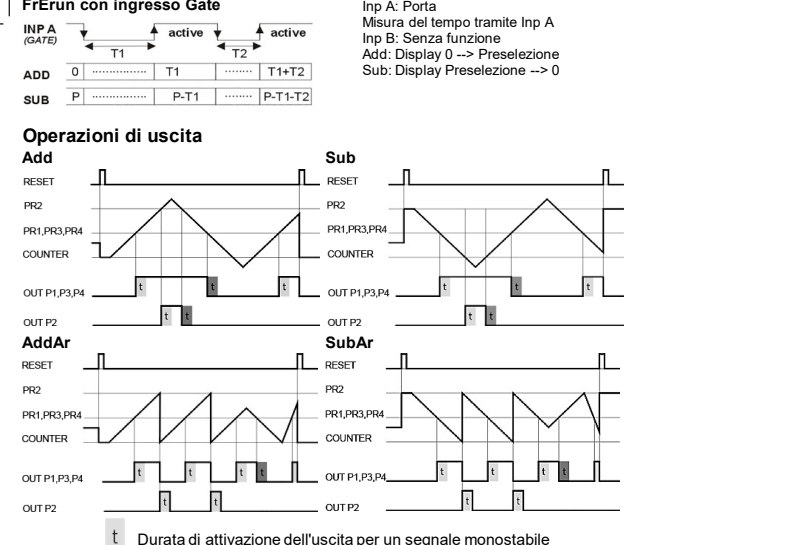 FrErun con ingresso Gate
INP A
(GATE)
active
active
T1
T2
ADD 0 ............... T1 ........ T1+T2
SUB P ............... P-T1 ........ P-T1-T2
Inp A: Porta
Misura del tempo tramite Inp A
Inp B: Senza funzione
Add: Display 0 --> Preselezione
Sub: Display Preselezione --> 0
Operazioni di uscita
Add
RESET
PR2
PR1,PR3,PR4
COUNTER
OUT P1,P3,P4
t t t
OUT P2
t t
Sub
RESET
PR2
PR1,PR3,PR4
COUNTER
OUT P1,P3,P4
t t t
OUT P2
t t
AddAr
RESET
PR2
PR1,PR3,PR4
COUNTER
OUT P1,P3,P4
t t t t
OUT P2
t t
SubAr
RESET
PR2
PR1,PR3,PR4
COUNTER
OUT P1,P3,P4
t t t t
OUT P2
t t
t Durata di attivazione dell'uscita per un segnale monostabile